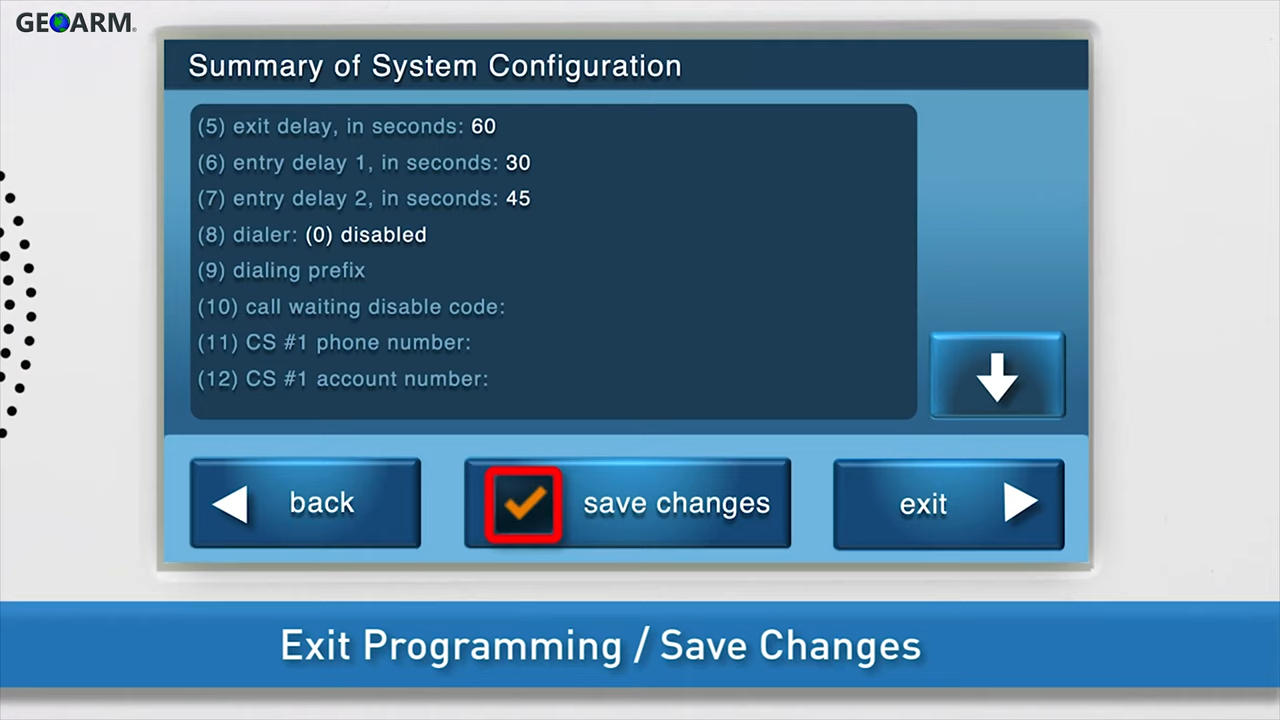 GEOARM
Summary of System Configuration
(5) exit delay, in seconds: 60
(6) entry delay 1, in seconds: 30
(7) entry delay 2, in seconds: 45
(8) dialer: (0) disabled
(9) dialing prefix
(10) call waiting disable code:
(11) CS #1 phone number:
(12) CS #1 account number:
back
save changes
exit
Exit Programming / Save Changes